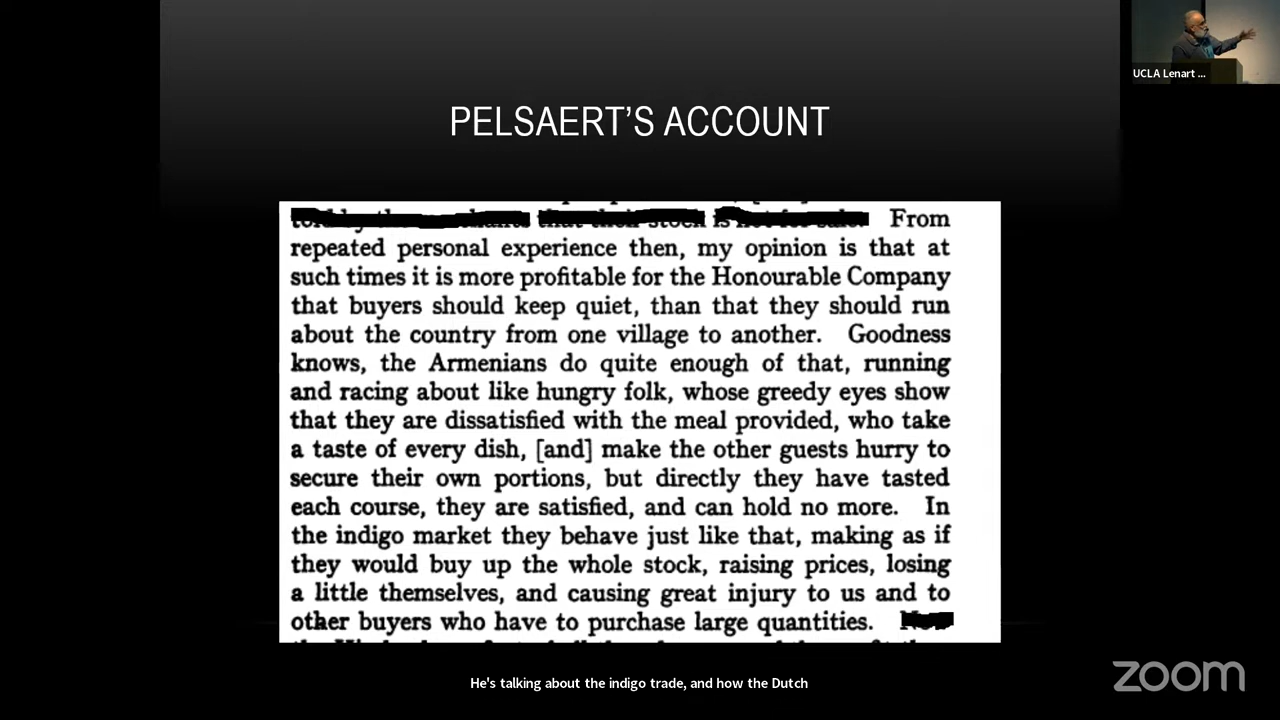 UCLA Lenart ...
PELSAERT'S ACCOUNT
From
repeated personal experience then, my opinion is that at
such times it is more profitable for the Honourable Company
that buyers should keep quiet, than that they should run
about the country from one village to another. Goodness
knows, the Armenians do quite enough of that, running
and racing about like hungry folk, whose greedy eyes show
that they are dissatisfied with the meal provided, who take
a taste of every dish, [and] make the other guests hurry to
secure their own portions, but directly they have tasted
each course, they are satisfied, and can hold no more. In
the indigo market they behave just like that, making as if
they would buy up the whole stock, raising prices, losing
a little themselves, and causing great injury to us and to
other buyers who have to purchase large quantities.
He's talking about the indigo trade, and how the Dutch
zoom